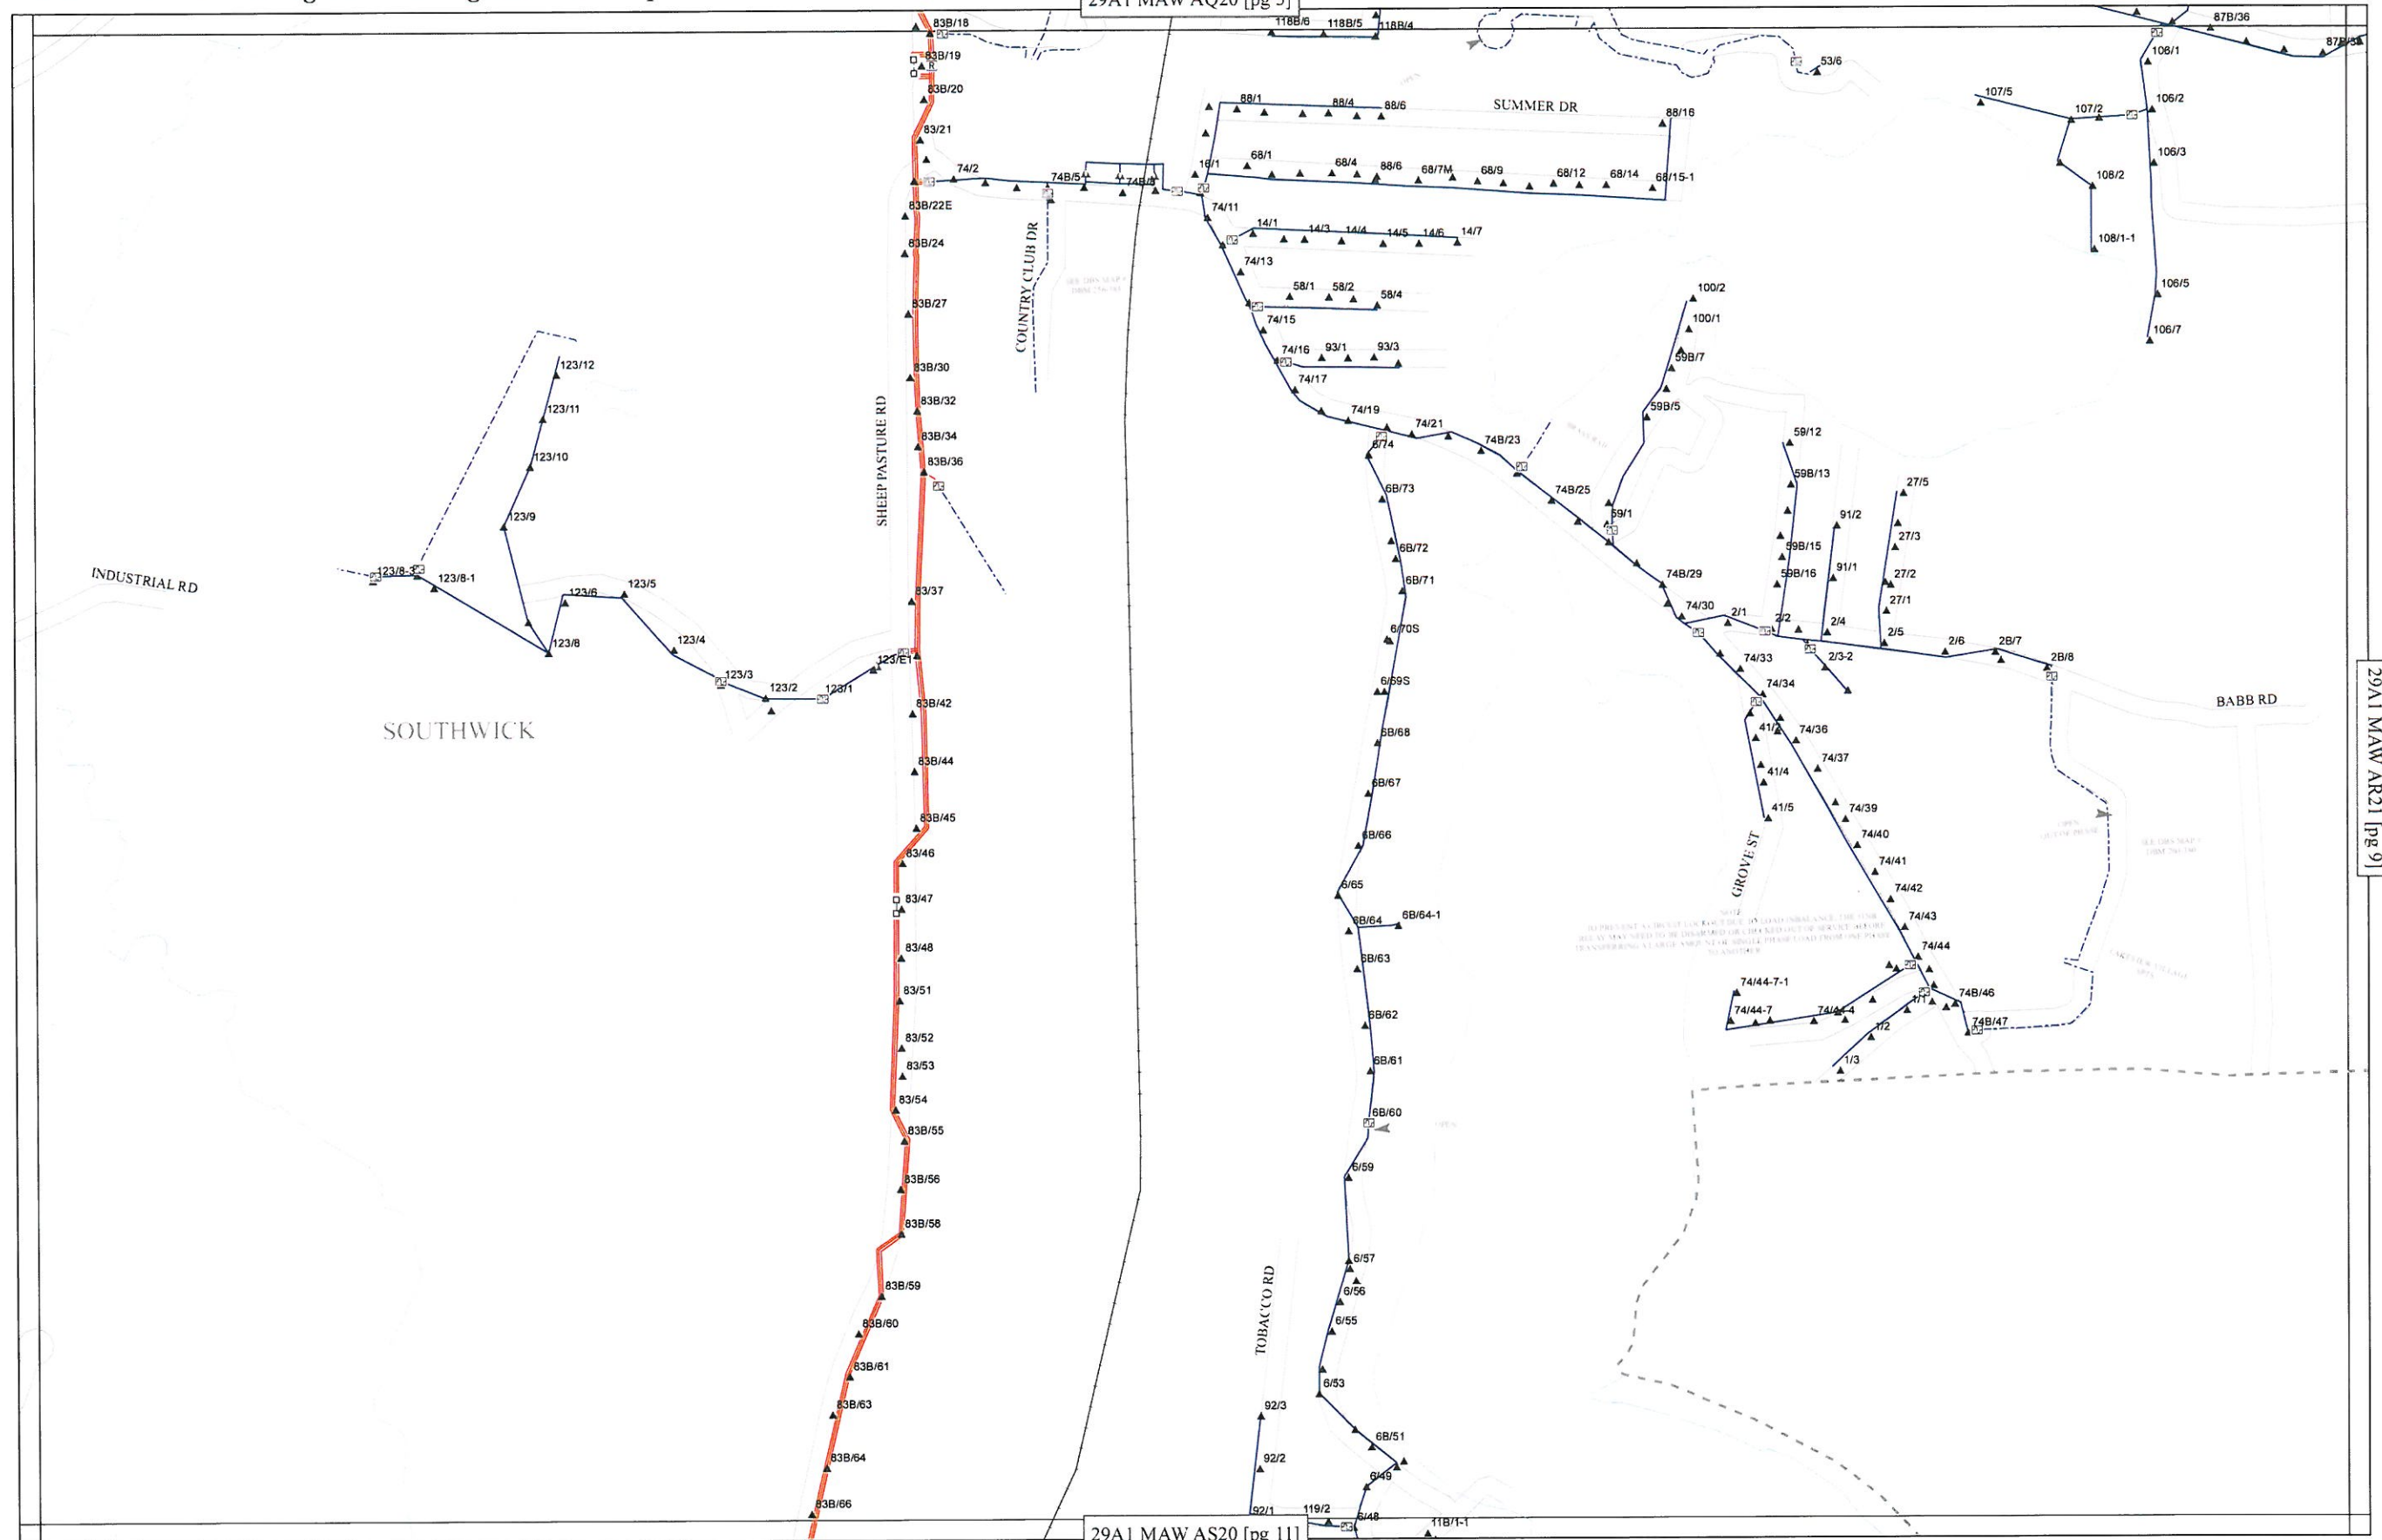 29A1 MAW AQ20 [pg 5]
83B/18
118B/6
118B/5
118B/4
87B/36
83B/19
R
53/6
106/1
83B/20
88/1
88/4
88/6
SUMMER DR
88/16
107/5
107/2
106/2
83/21
74/2
74B/5
16/1
68/1
68/4
88/6
68/7M
68/9
68/12
68/14
68/15-1
106/3
108/2
83B/22E
74/11
83B/24
14/1
14/3
14/4
14/5
14/6
14/7
108/1-1
COUNTRY CLUB DR
74/13
OPEN
83B/27
58/1
58/2
58/4
100/2
106/5
74/15
100/1
106/7
74/16
93/1
93/3
59B/7
123/12
83B/30
74/17
123/11
83B/32
74/19
74/21
59B/5
SHEEP PASTURE RD
83B/34
6/74
74B/23
59/12
123/10
83B/36
59B/13
6B/73
74B/25
27/5
123/9
59/1
91/2
6B/72
59B/15
27/3
INDUSTRIAL RD
123/8-3
123/8-1
6B/71
74B/29
59B/16
91/1
27/2
123/6
123/5
83/37
27/1
74/30
2/1
2/2
2/4
2/5
6/70S
123/8
123/4
123/E1
2/6
2B/7
2B/8
74/33
2/3-2
123/3
123/2
123/1
6/69S
74/34
BABB RD
SOUTHWICK
83B/42
6B/68
41/2
74/36
29A1 MAW AR21 [pg 9]
83B/44
74/37
6B/67
41/4
83B/45
41/5
74/39
6B/66
74/40
OPEN
83/46
GROVE ST
74/41
83/47
6/65
74/42
6B/64
6B/64-1
74/43
83/48
6B/63
74/44
83/51
74/44-7-1
74B/46
6B/62
74/44-7
74/44-4
1/1
74B/47
83/52
1/2
83/53
6B/61
1/3
83/54
6B/60
OPEN
83B/55
6/59
83B/56
83B/58
6/57
83B/59
6/56
TOBACCO RD
83B/60
6/55
83B/61
6/53
83B/63
92/3
6B/51
83B/64
92/2
6/49
83B/66
92/1
119/2
6/48
11B/1-1
29A1 MAW AS20 [pg 11]